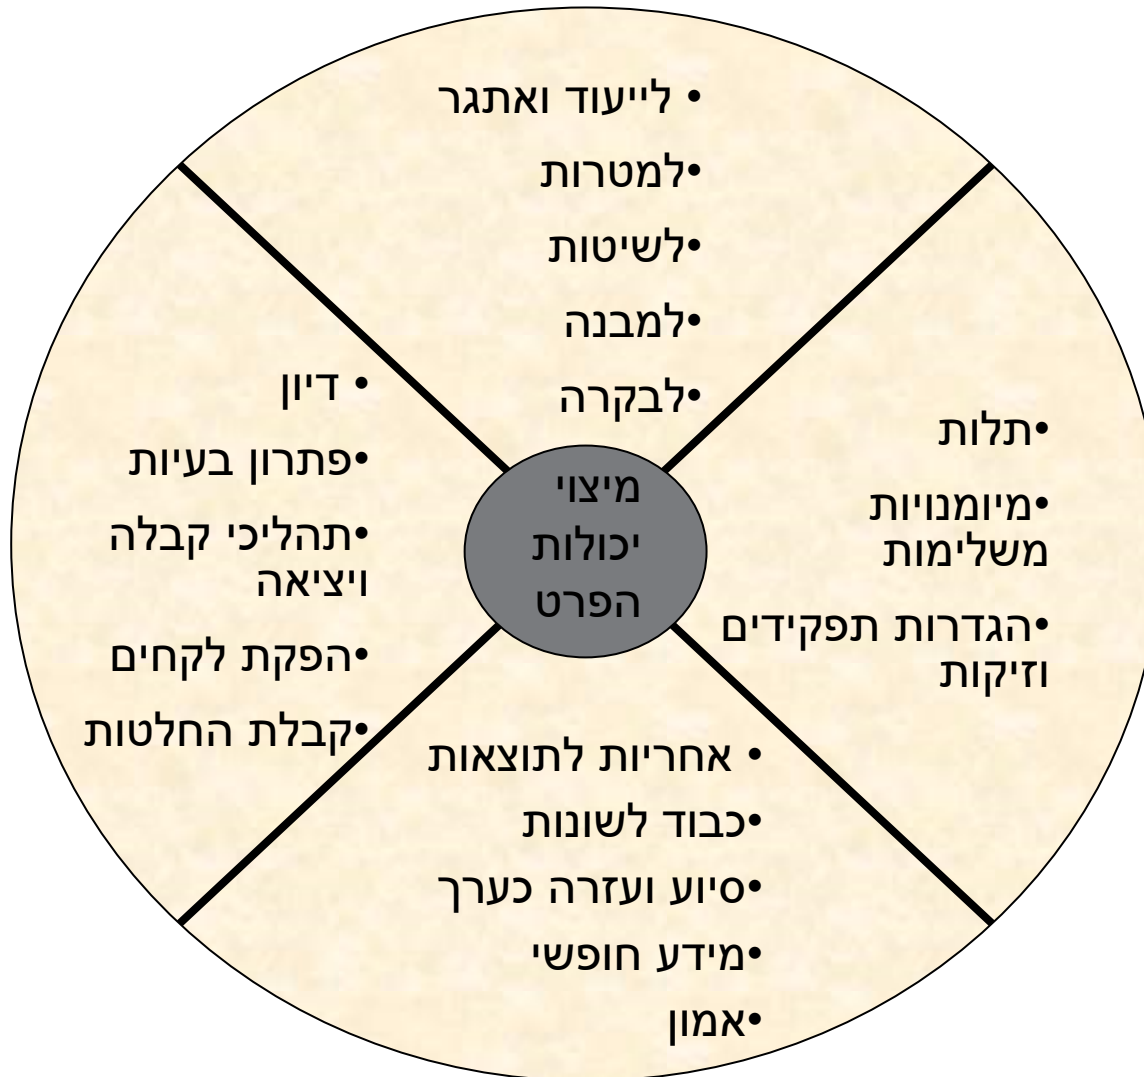 • לייעוד ואתגר
•למטרות
•לשיטות
•למבנה
•לבקרה
•תלות
•מיומנויות
משלימות
•הגדרות תפקידים
וזיקות
מיצוי
יכולות
הפרט
• דיון
•פתרון בעיות
•תהליכי קבלה
ויציאה
•הפקת לקחים
•קבלת החלטות
• אחריות לתוצאות
•כבוד לשונות
•סיוע ועזרה כערך
•מידע חופשי
•אמון